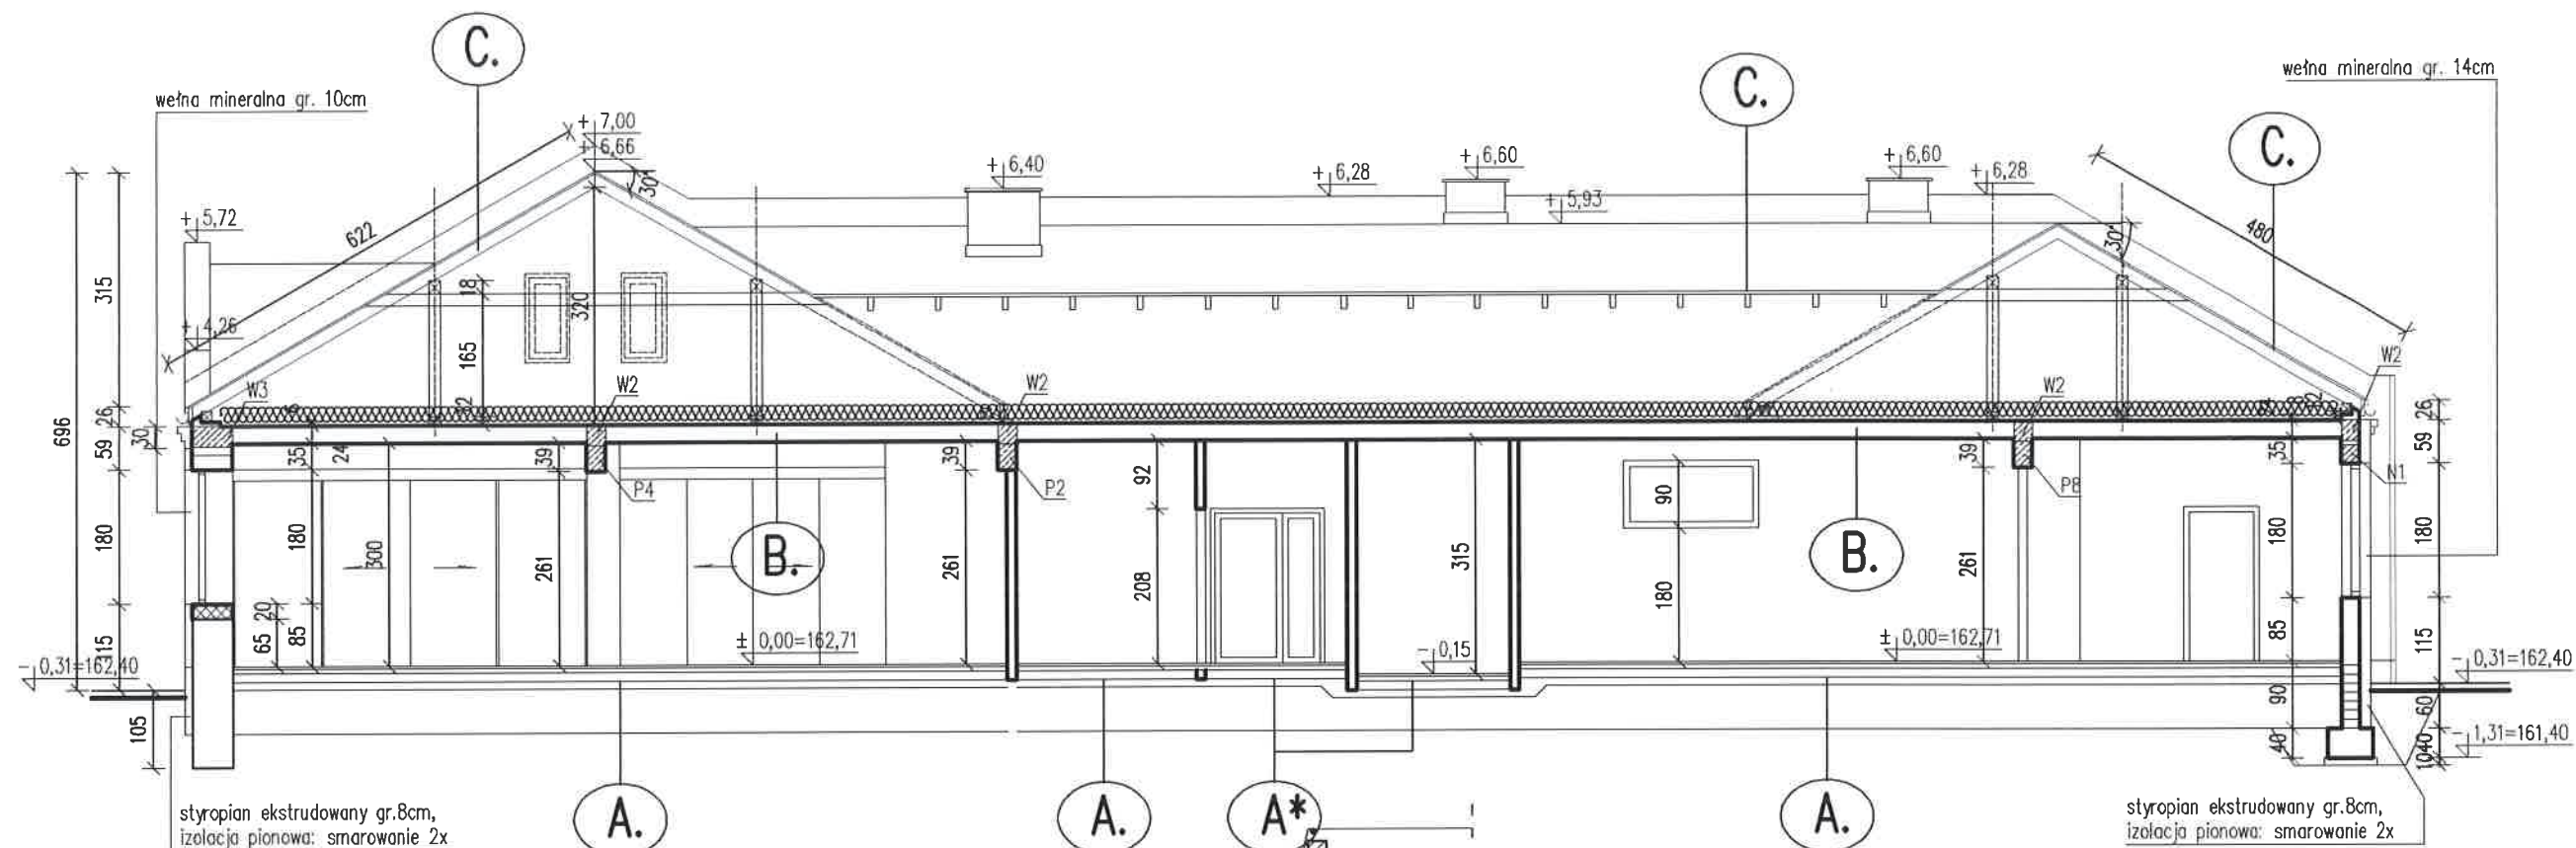 C.
wełna mineralna gr. 10cm
wełna mineralna gr. 14cm
C.
C.
+ 7,00
+ 6,66
+ 6,40
+ 6,28
+ 6,60
+ 5,93
+ 6,60
+ 6,28
+ 5,72
+ 4,26
30°
30°
622
480
315
696
18
320
165
12
W3
W2
W2
W2
W2
26
30
59
35
24
39
39
92
39
35
26
59
P4
P2
P8
N1
180
180
300
261
B.
261
208
315
90
180
B.
261
180
180
20
65
85
115
± 0,00=162,71
- 0,15
± 0,00=162,71
85
115
- 0,31=162,40
- 0,31=162,40
105
90
60
40
40
10
- 1,31=161,40
A.
A.
A*
A.
styropian ekstrudowany gr.8cm,
izolacja pionowa: smarowanie 2x
styropian ekstrudowany gr.8cm,
izolacja pionowa: smarowanie 2x